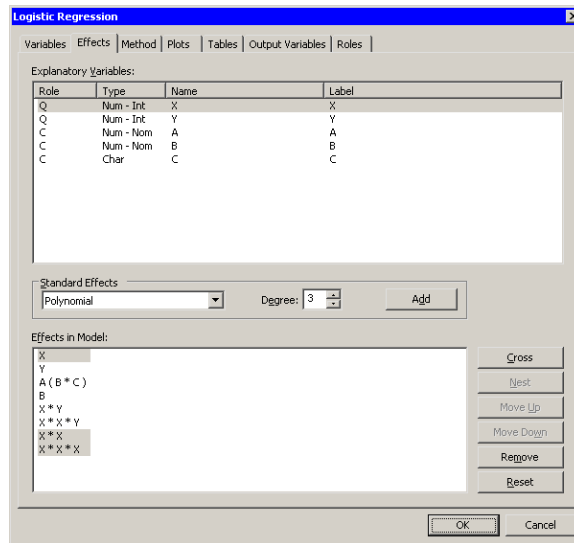 Logistic Regression
Variables Effects Method Plots Tables Output Variables Roles
Explanatory Variables:
Role Type Name Label
Q Num - Int X X
Q Num - Int Y Y
C Num - Nom A A
C Num - Nom B B
C Char C C
Standard Effects
Polynomial Degree: 3 Add
Effects in Model:
X
Y
A ( B * C )
B
X * Y
X * X * Y
X * X
X * X * X
Cross
Nest
Move Up
Move Down
Remove
Reset
OK Cancel